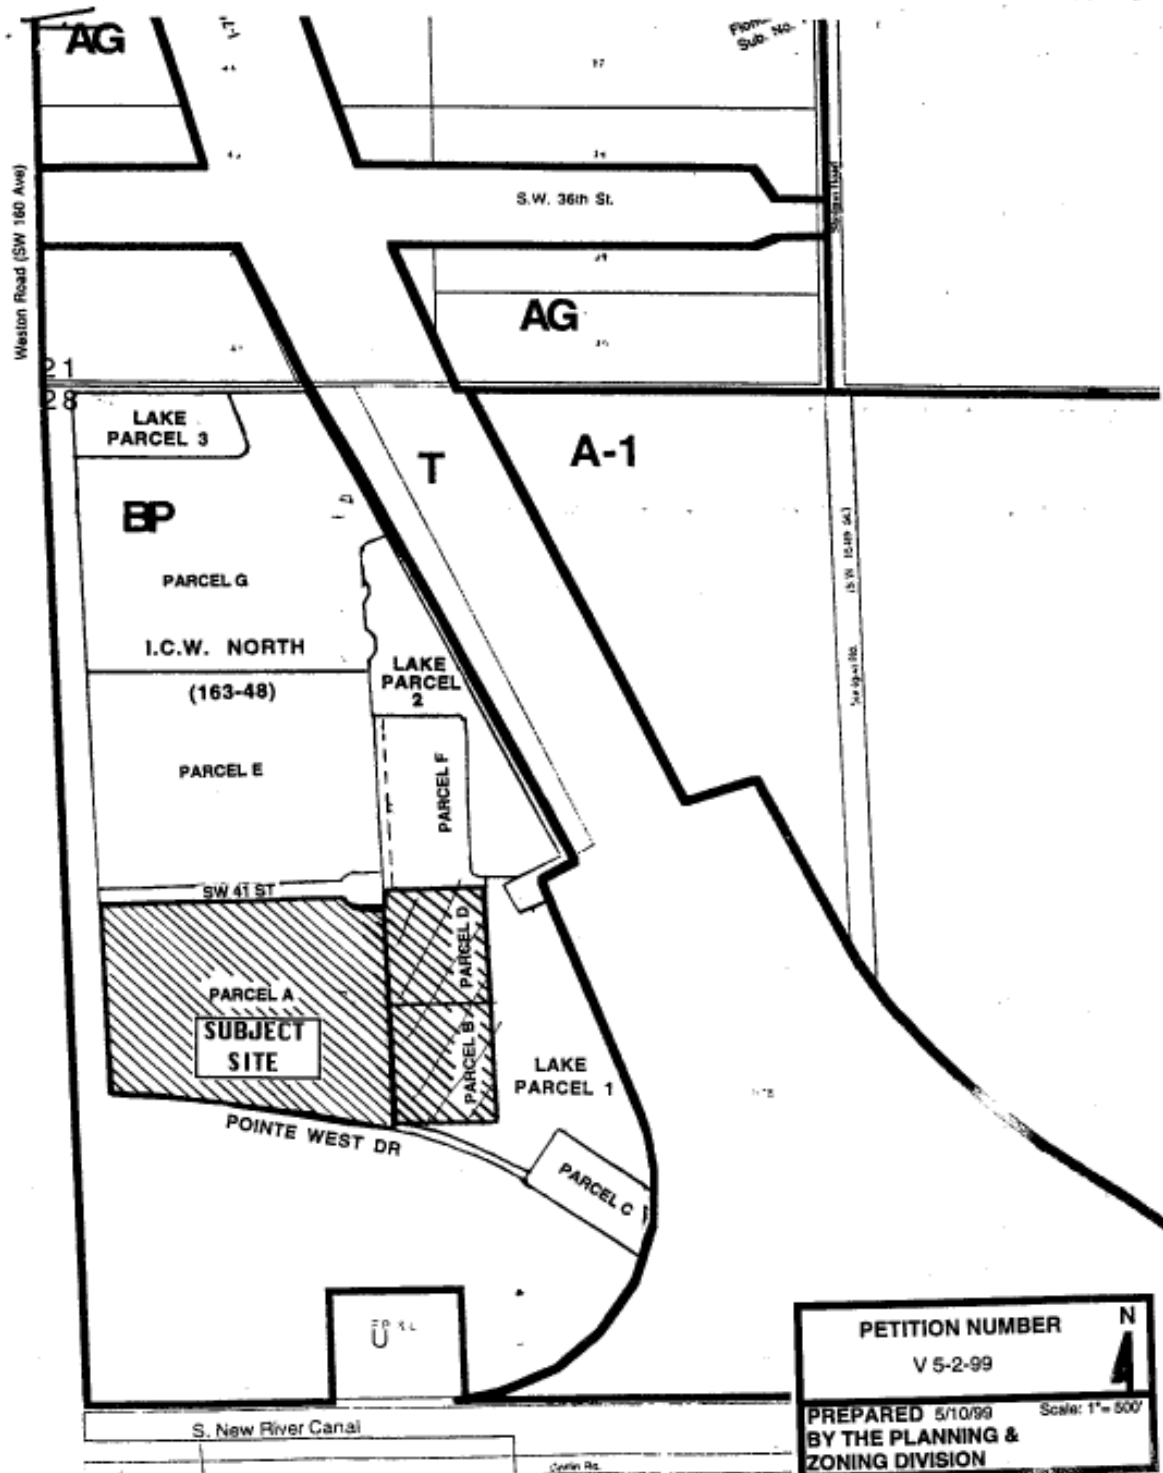 AG
Sub. No.
Weston Road (SW 160 Ave)
S.W. 36th St.
AG
21
28
LAKE
PARCEL 3
T
A-1
BP
PARCEL G
I.C.W. NORTH
(163-48)
LAKE
PARCEL
2
PARCEL E
PARCEL F
SW 41 ST
PARCEL D
PARCEL A
SUBJECT
SITE
PARCEL B
LAKE
PARCEL 1
POINTE WEST DR
PARCEL C
U
S. New River Canal
PETITION NUMBER
V 5-2-99
N
PREPARED 5/10/99
Scale: 1"= 500'
BY THE PLANNING &
ZONING DIVISION